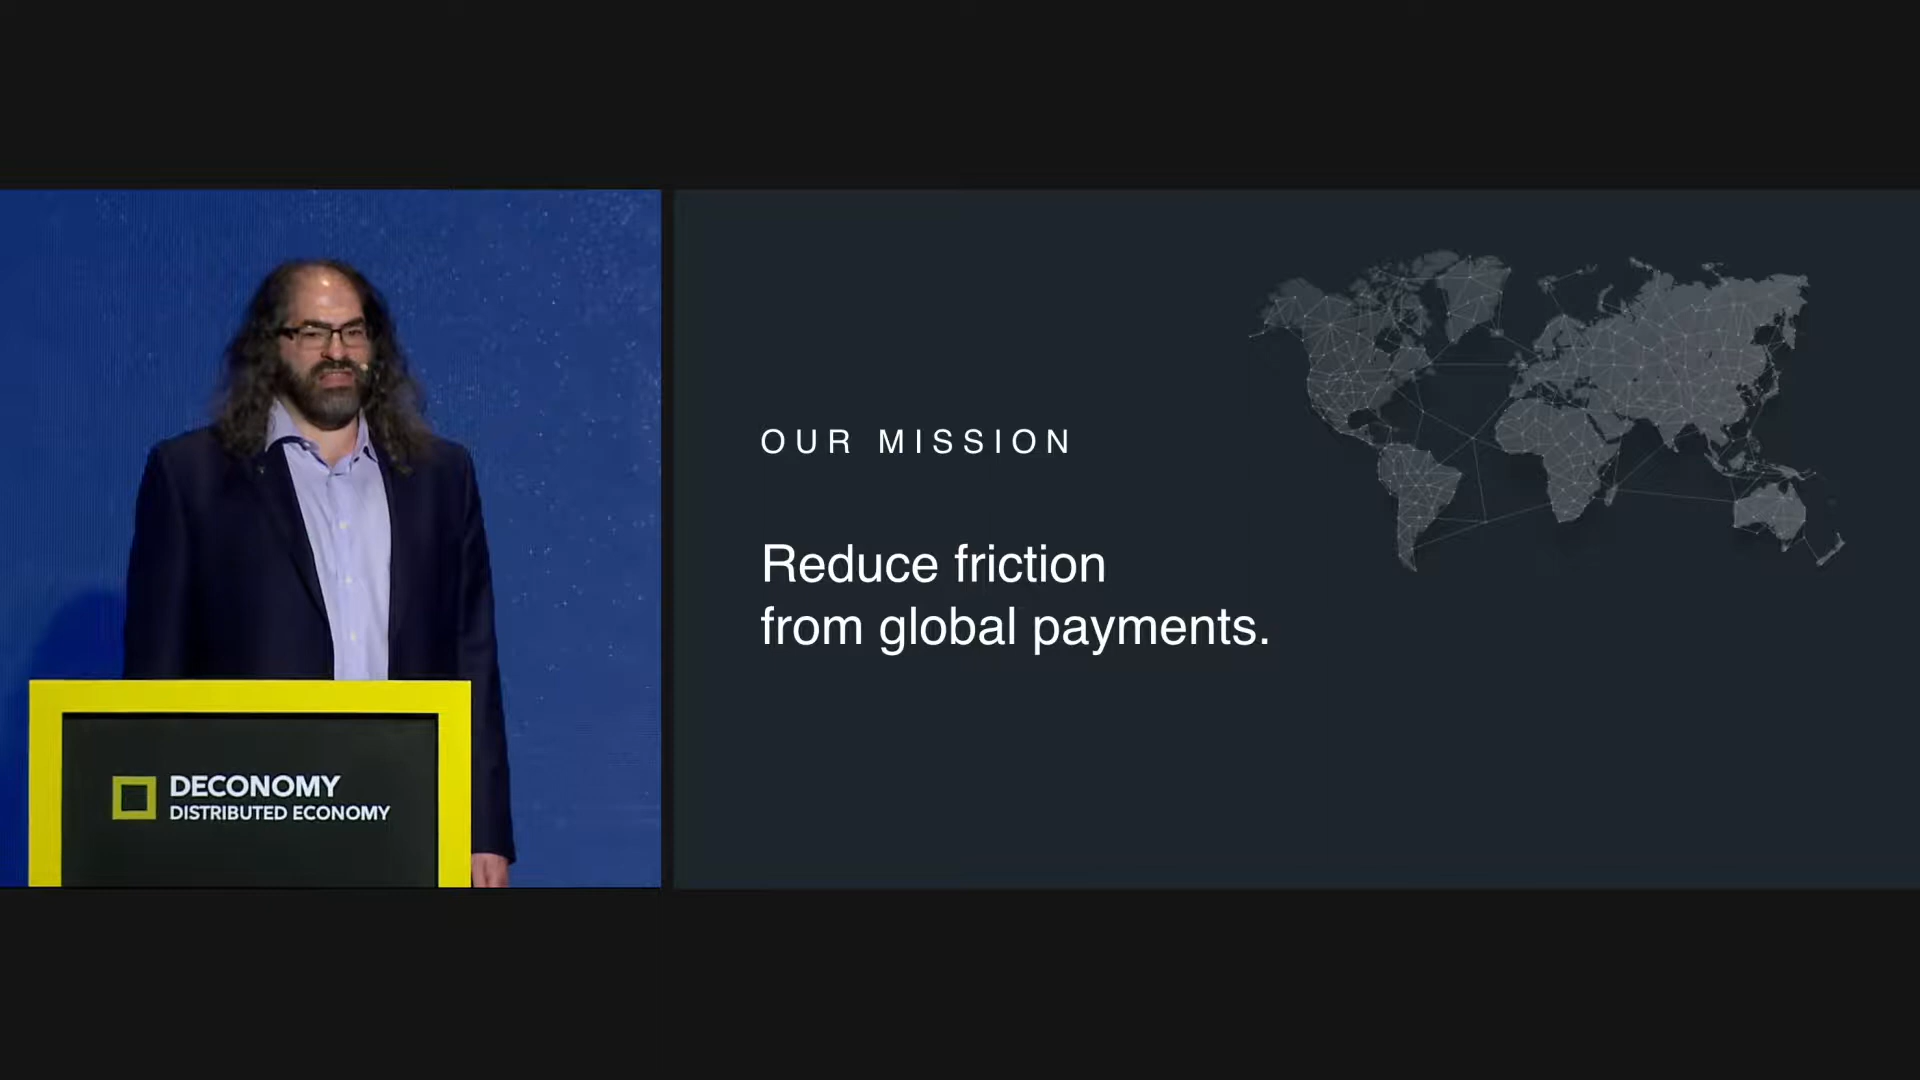 DECONOMY
DISTRIBUTED ECONOMY
OUR MISSION
Reduce friction
from global payments.